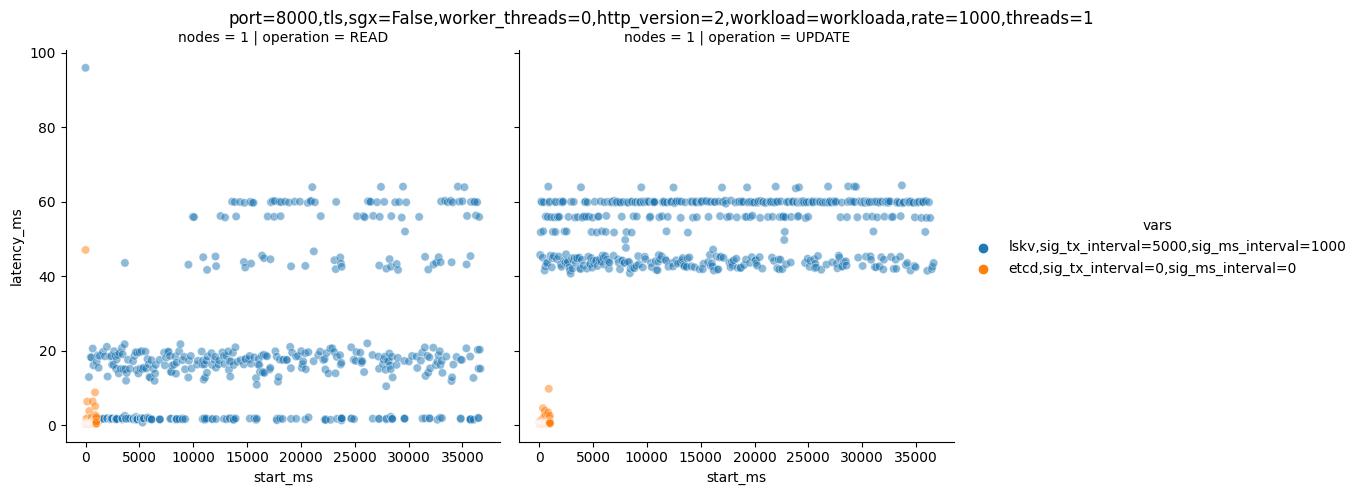 port=8000,tls,sgx=False,worker_threads=0,http_version=2,workload=workloada,rate=1000,threads=1
nodes = 1 | operation = READ
nodes = 1 | operation = UPDATE
100
80
60
40
20
0
latency_ms
0 5000 10000 15000 20000 25000 30000 35000
start_ms
0 5000 10000 15000 20000 25000 30000 35000
start_ms
vars
lskv,sig_tx_interval=5000,sig_ms_interval=1000
etcd,sig_tx_interval=0,sig_ms_interval=0